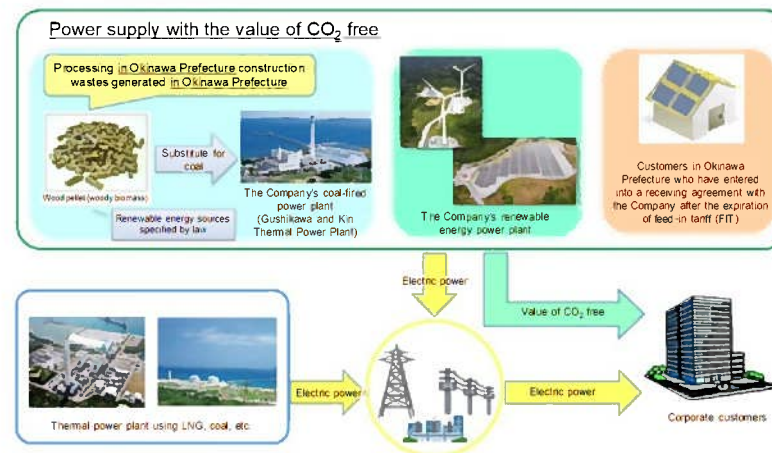 Power supply with the value of CO₂ free
Processing in Okinawa Prefecture construction
wastes generated in Okinawa Prefecture
Substitute for
coal
Wood pellet (woody biomass)
Renewable energy sources
specified by law
The Company's coal-fired
power plant
(Gushikawa and Kin
Thermal Power Plant)
The Company's renewable
energy power plant
Customers in Okinawa
Prefecture who have entered
into a receiving agreement with
the Company after the expiration
of feed-in tariff (FIT)
Electric power
Value of CO₂ free
Thermal power plant using LNG, coal, etc.
Electric power
Electric power
Corporate customers